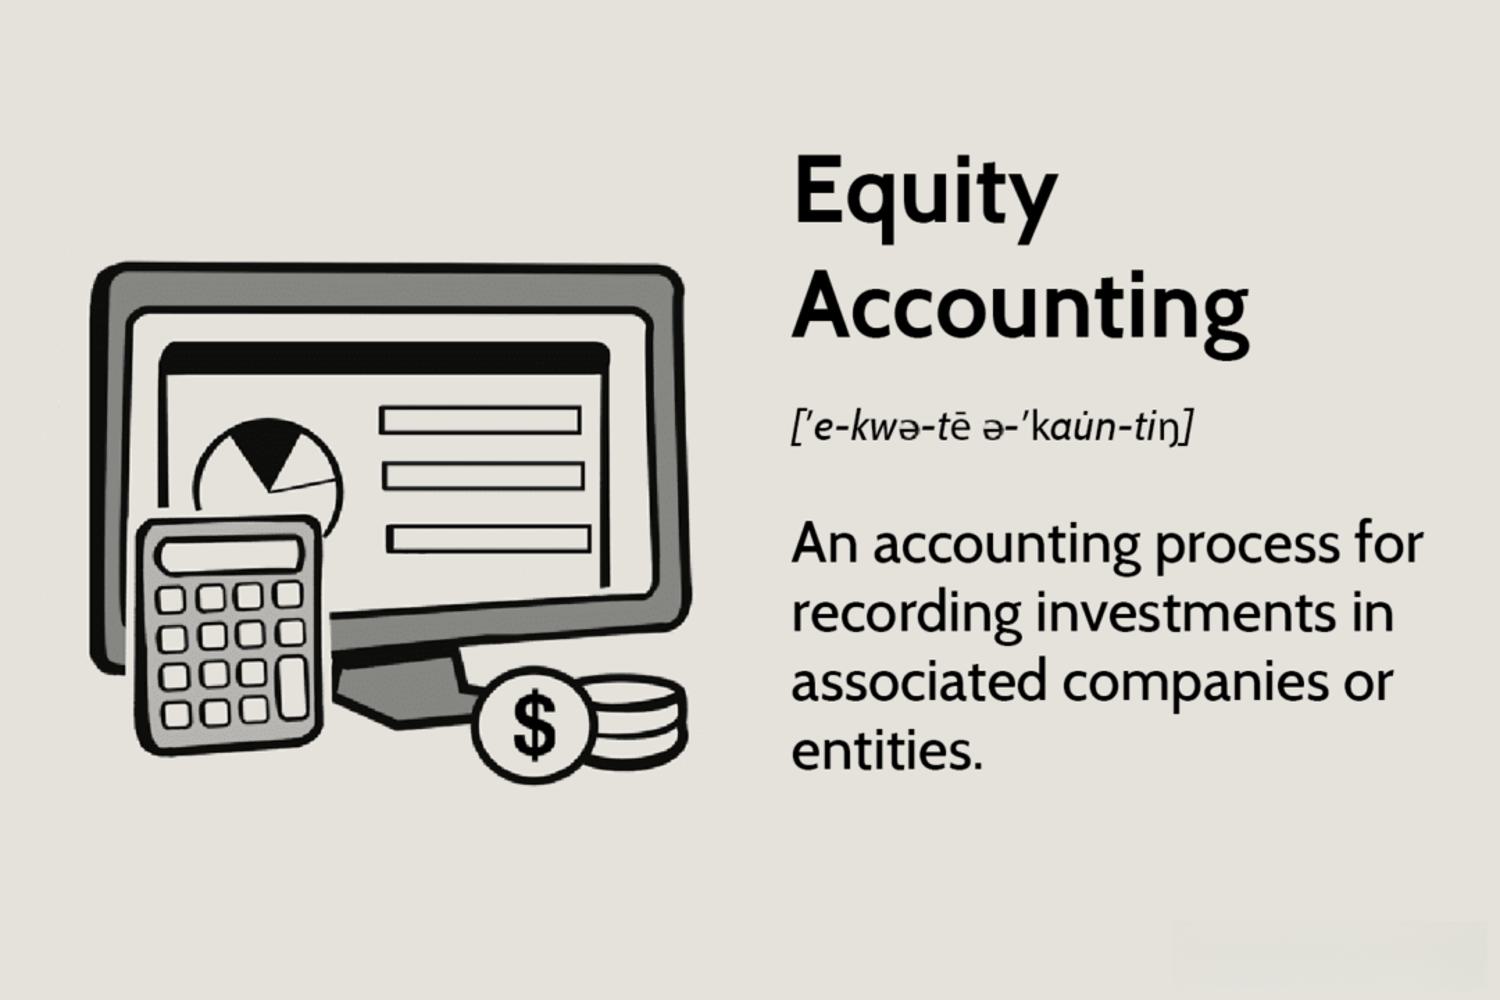 Equity
Accounting
[ˈe-kwə-tē ə-ˈkau̇n-tiŋ]
An accounting process for
recording investments in
associated companies or
entities.
$